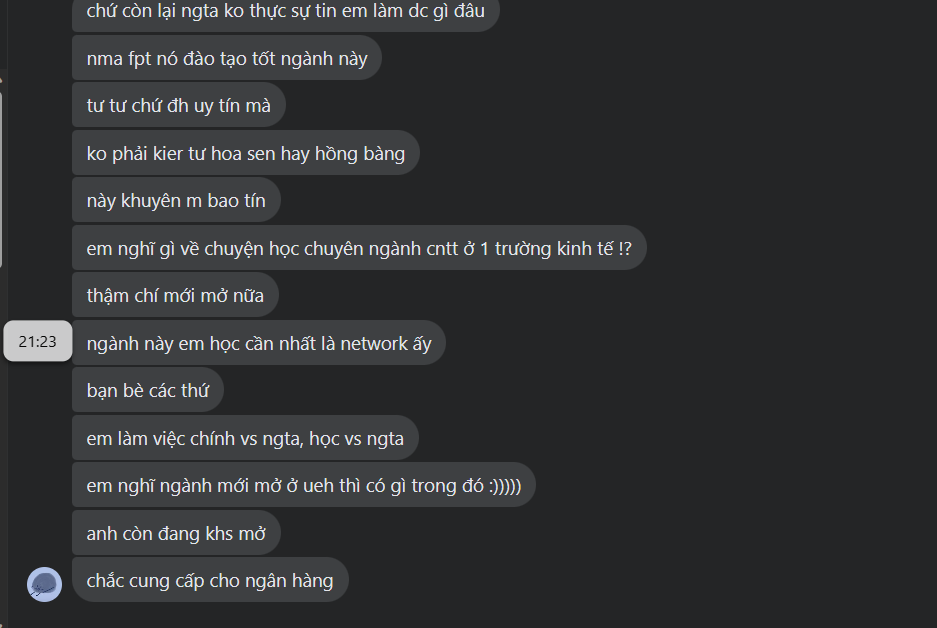 chứ còn lại ngta ko thực sự tin em làm dc gì đâu
nma fpt nó đào tạo tốt ngành này
tư tư chứ đh uy tín mà
ko phải kier tư hoa sen hay hồng bàng
này khuyên m bao tín
em nghĩ gì về chuyện học chuyên ngành cntt ở 1 trường kinh tế !?
thậm chí mới mở nữa
21:23
ngành này em học cần nhất là network ấy
bạn bè các thứ
em làm việc chính vs ngta, học vs ngta
em nghĩ ngành mới mở ở ueh thì có gì trong đó :)))))
anh còn đang khs mở
chắc cung cấp cho ngân hàng